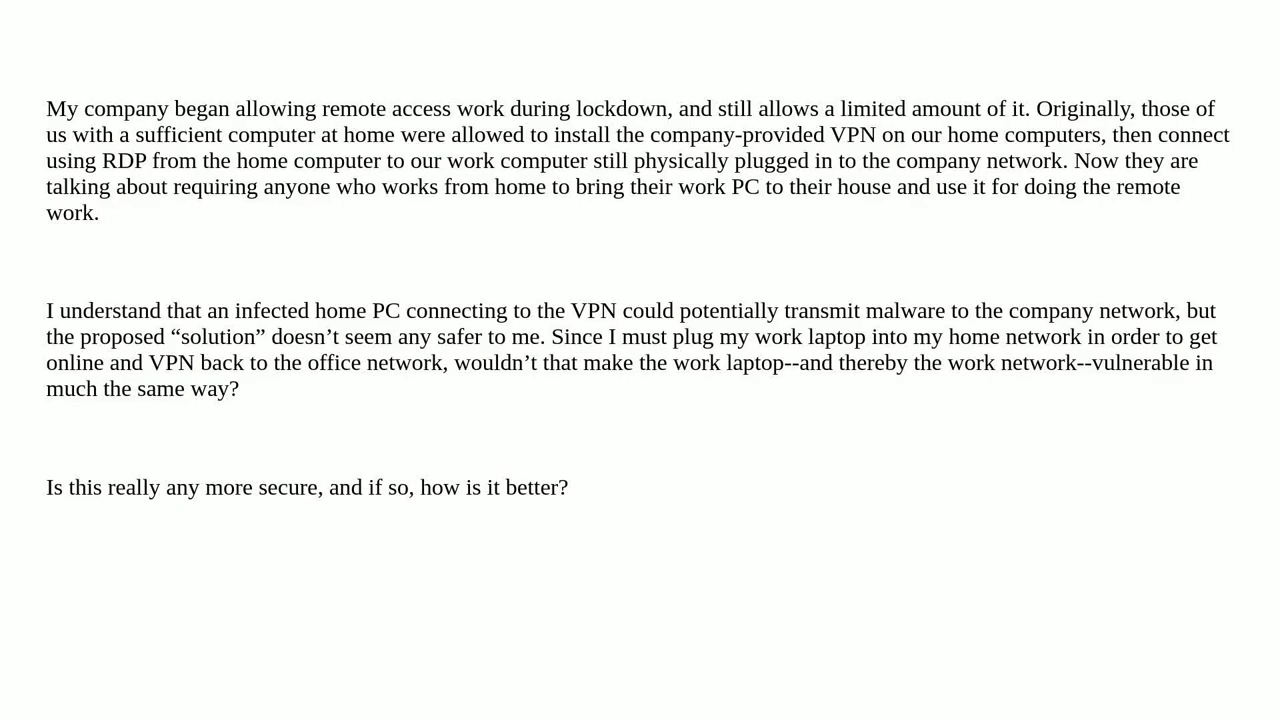 My company began allowing remote access work during lockdown, and still allows a limited amount of it. Originally, those of
us with a sufficient computer at home were allowed to install the company-provided VPN on our home computers, then connect
using RDP from the home computer to our work computer still physically plugged in to the company network. Now they are
talking about requiring anyone who works from home to bring their work PC to their house and use it for doing the remote
work.
I understand that an infected home PC connecting to the VPN could potentially transmit malware to the company network, but
the proposed “solution” doesn’t seem any safer to me. Since I must plug my work laptop into my home network in order to get
online and VPN back to the office network, wouldn’t that make the work laptop--and thereby the work network--vulnerable in
much the same way?
Is this really any more secure, and if so, how is it better?